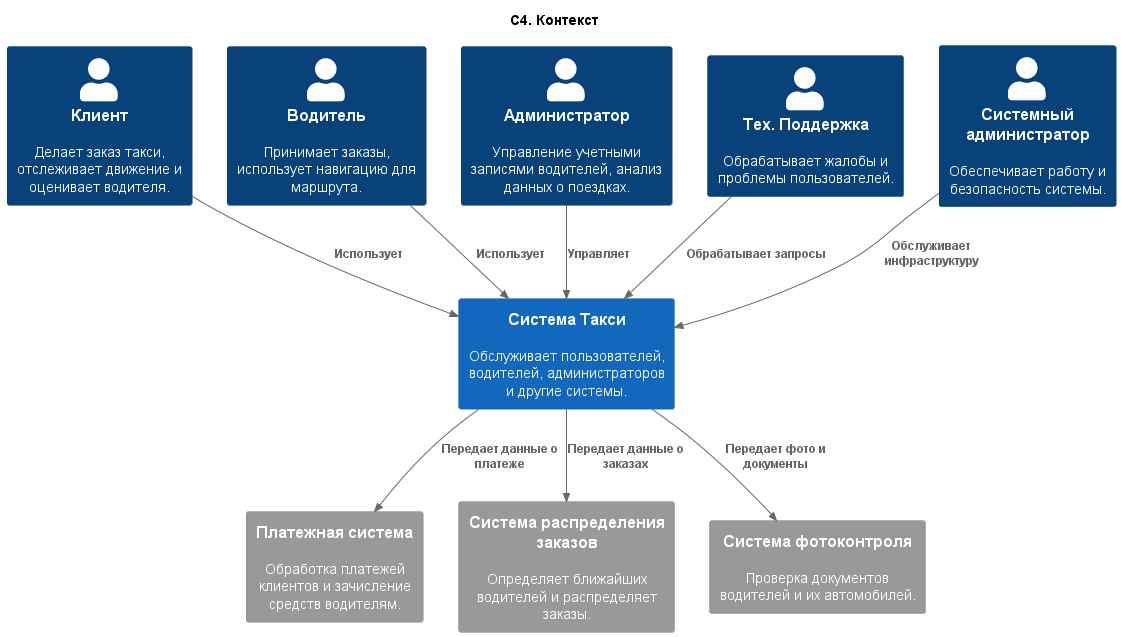 C4. Контекст
Клиент
Делает заказ такси,
отслеживает движение и
оценивает водителя.
Водитель
Принимает заказы,
использует навигацию для
маршрута.
Администратор
Управление учетными
записями водителей, анализ
данных о поездках.
Тех. Поддержка
Обрабатывает жалобы и
проблемы пользователей.
Системный
администратор
Обеспечивает работу и
безопасность системы.
Использует
Использует
Управляет
Обрабатывает запросы
Обслуживает
инфраструктуру
Система Такси
Обслуживает пользователей,
водителей, администраторов
и другие системы.
Передает данные о
платеже
Передает данные о
заказах
Передает фото и
документы
Платежная система
Обработка платежей
клиентов и зачисление
средств водителям.
Система распределения
заказов
Определяет ближайших
водителей и распределяет
заказы.
Система фотоконтроля
Проверка документов
водителей и их автомобилей.